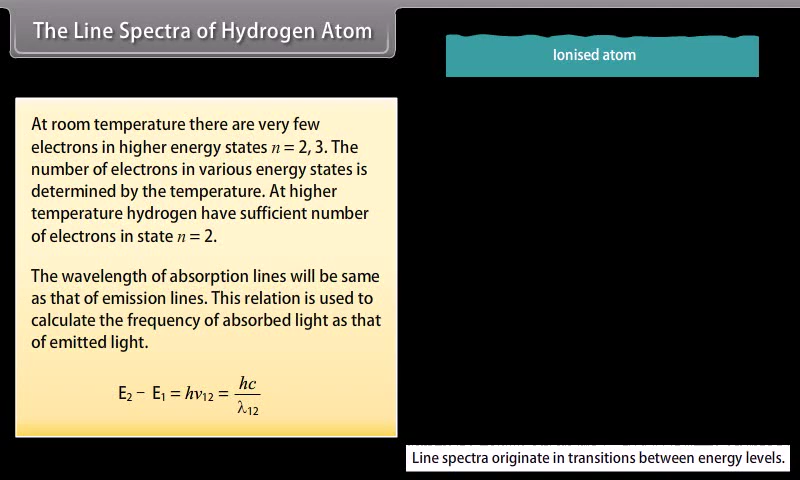 The Line Spectra of Hydrogen Atom
Ionised atom
At room temperature there are very few
electrons in higher energy states n = 2, 3. The
number of electrons in various energy states is
determined by the temperature. At higher
temperature hydrogen have sufficient number
of electrons in state n = 2.
The wavelength of absorption lines will be same
as that of emission lines. This relation is used to
calculate the frequency of absorbed light as that
of emitted light.
E₂ − E₁ = hν₁₂ = hc/λ₁₂
Line spectra originate in transitions between energy levels.